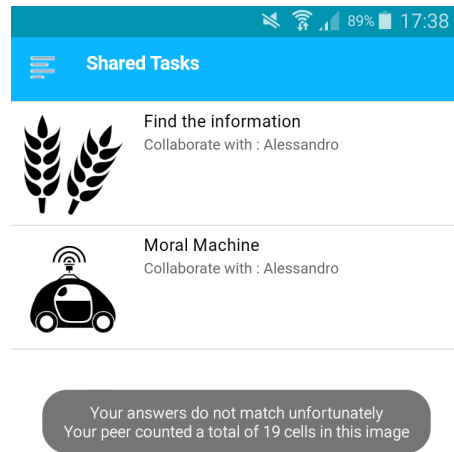 89% 17:38
Shared Tasks
Find the information
Collaborate with : Alessandro
Moral Machine
Collaborate with : Alessandro
Your answers do not match unfortunately
Your peer counted a total of 19 cells in this image